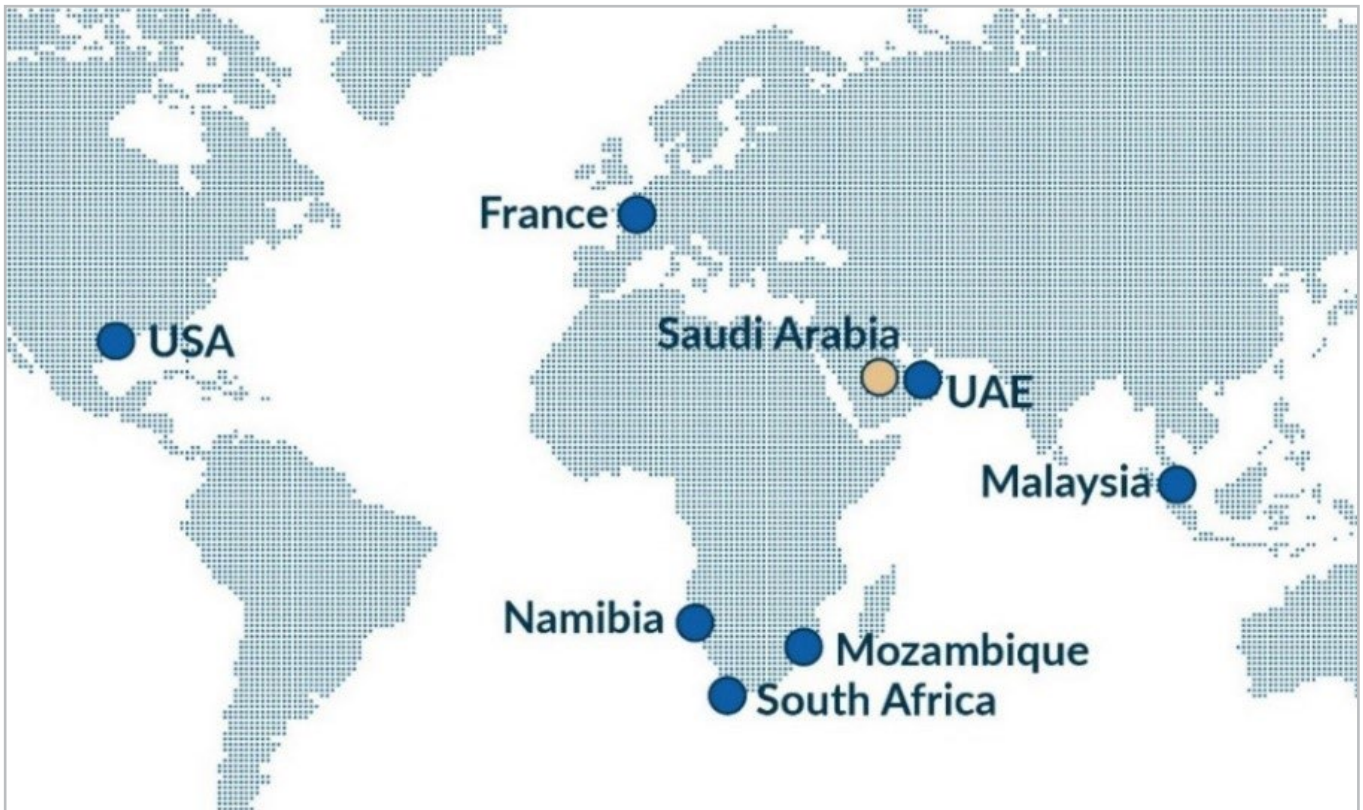 France
USA
Saudi Arabia
UAE
Malaysia
Namibia
Mozambique
South Africa